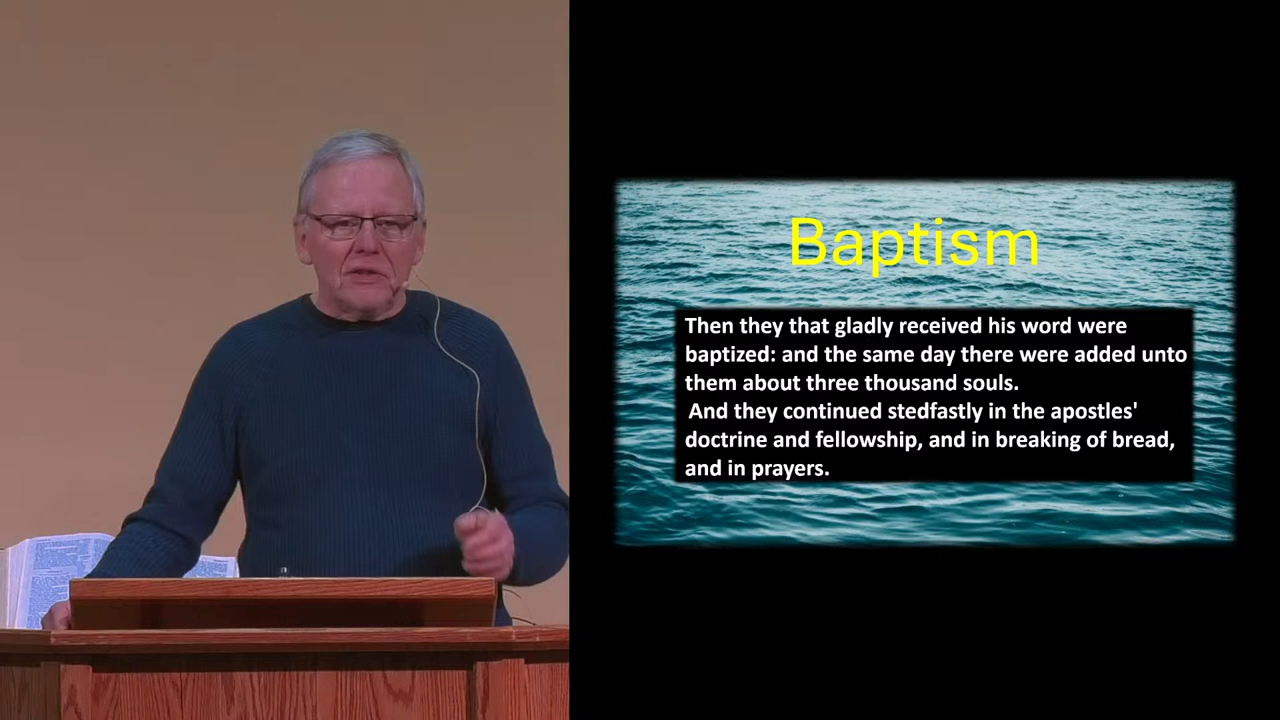 Baptism
Then they that gladly received his word were
baptized: and the same day there were added unto
them about three thousand souls.
And they continued stedfastly in the apostles'
doctrine and fellowship, and in breaking of bread,
and in prayers.